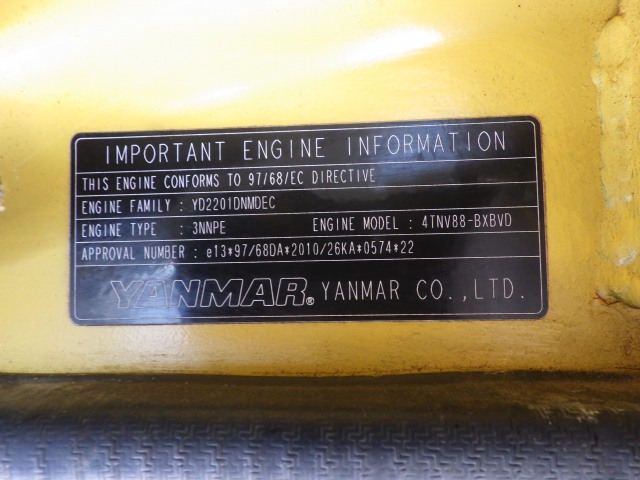 IMPORTANT ENGINE INFORMATION
THIS ENGINE CONFORMS TO 97/68/EC DIRECTIVE
ENGINE FAMILY : YD2201DNMDEC
ENGINE TYPE : 3NNPE ENGINE MODEL : 4TNV88-BXBVD
APPROVAL NUMBER : e13*97/68DA*2010/26KA*0574*22
YANMAR® YANMAR CO.,LTD.